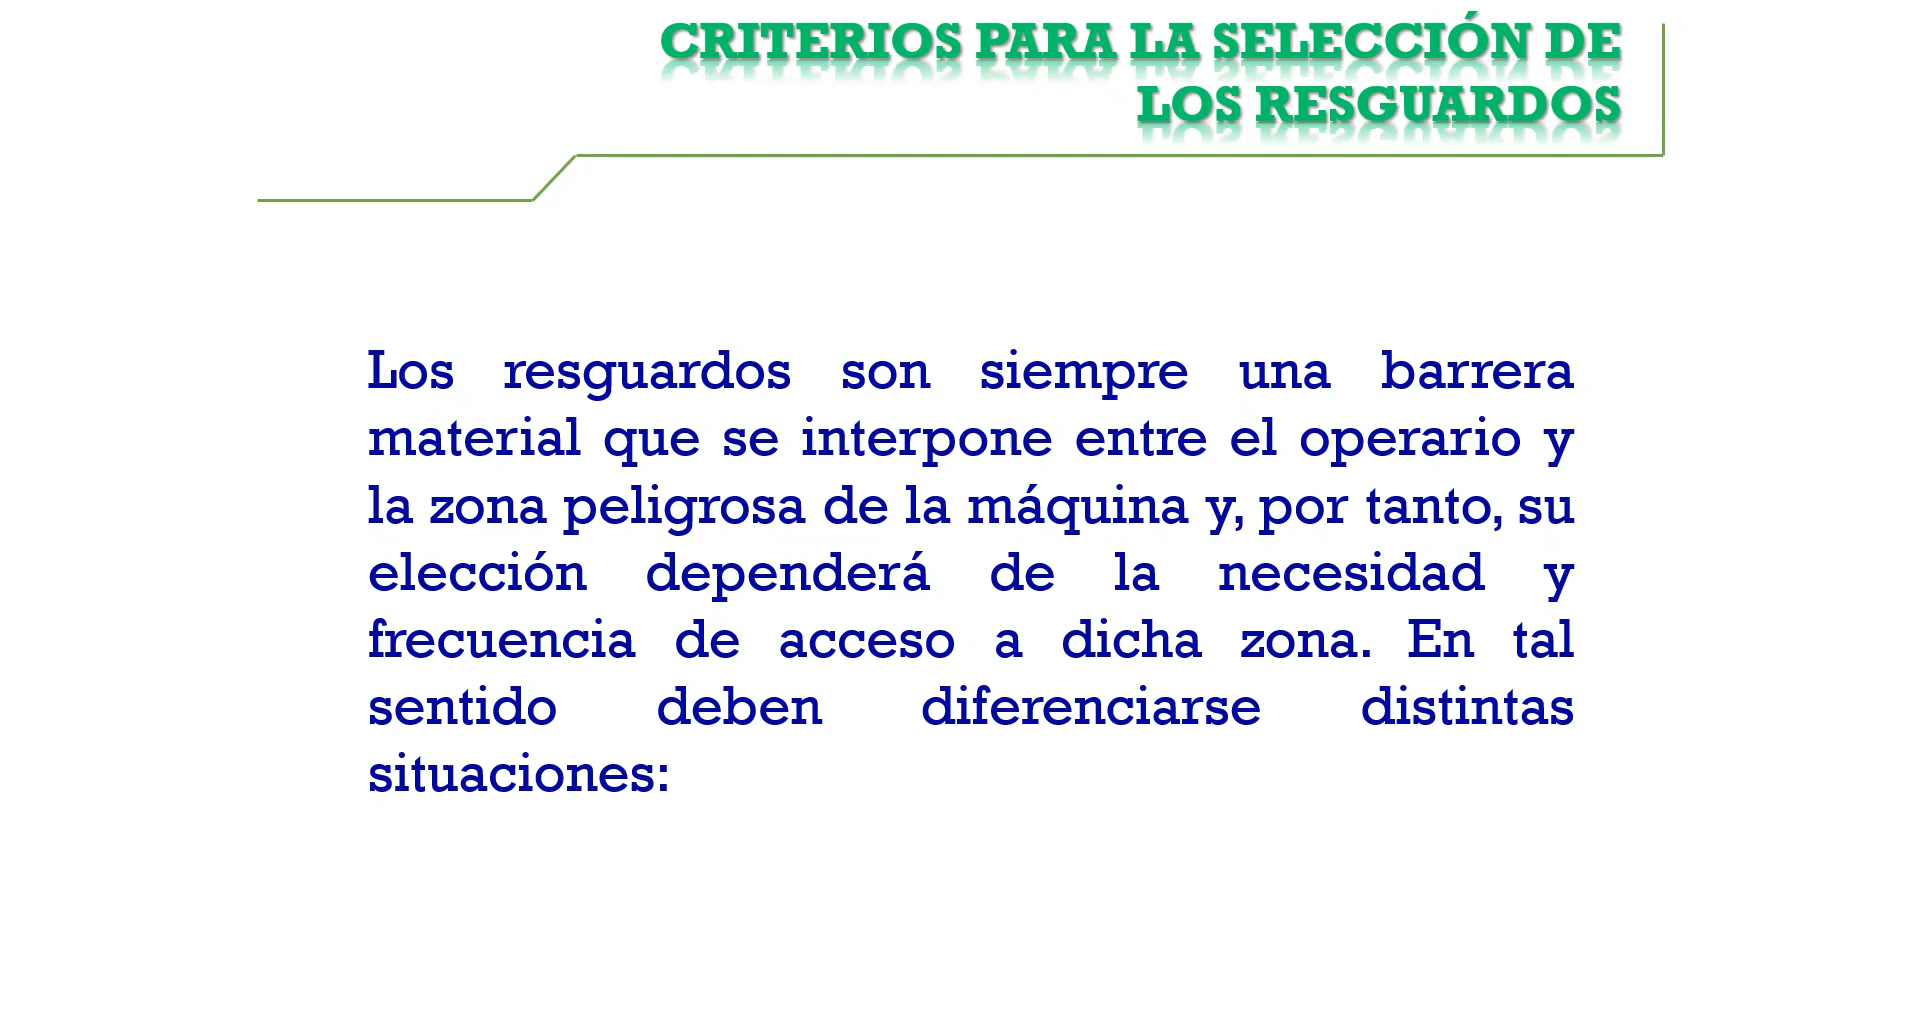 CRITERIOS PARA LA SELECCIÓN DE
LOS RESGUARDOS
Los resguardos son siempre una barrera
material que se interpone entre el operario y
la zona peligrosa de la máquina y, por tanto, su
elección dependerá de la necesidad y
frecuencia de acceso a dicha zona. En tal
sentido deben diferenciarse distintas
situaciones: